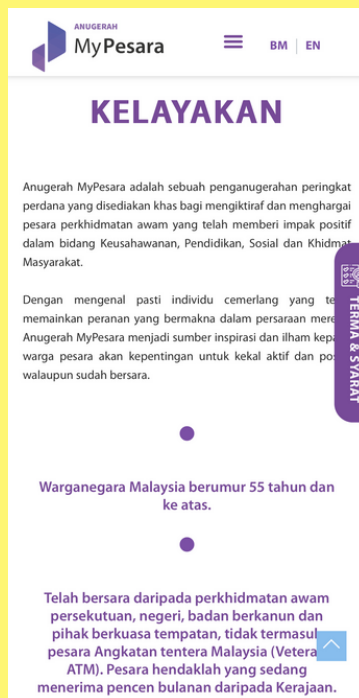 ANUGERAH
MyPesara
BM | EN
KELAYAKAN
Anugerah MyPesara adalah sebuah penganugerahan peringkat
perdana yang disediakan khas bagi mengiktiraf dan menghargai
pesara perkhidmatan awam yang telah memberi impak positif
dalam bidang Keusahawanan, Pendidikan, Sosial dan Khidmat
Masyarakat.
TERMA & SYARAT
Dengan mengenal pasti individu cemerlang yang
memainkan peranan yang bermakna dalam persaraan
Anugerah MyPesara menjadi sumber inspirasi dan ilham
warga pesara akan kepentingan untuk kekal aktif dan
walaupun sudah bersara.
Warganegara Malaysia berumur 55 tahun dan
ke atas.
Telah bersara daripada perkhidmatan awam
persekutuan, negeri, badan berkanun dan
pihak berkuasa tempatan, tidak termasuk
pesara Angkatan tentera Malaysia
ATM). Pesara hendaklah yang sedang
menerima pencen bulanan daripada Kerajaan.